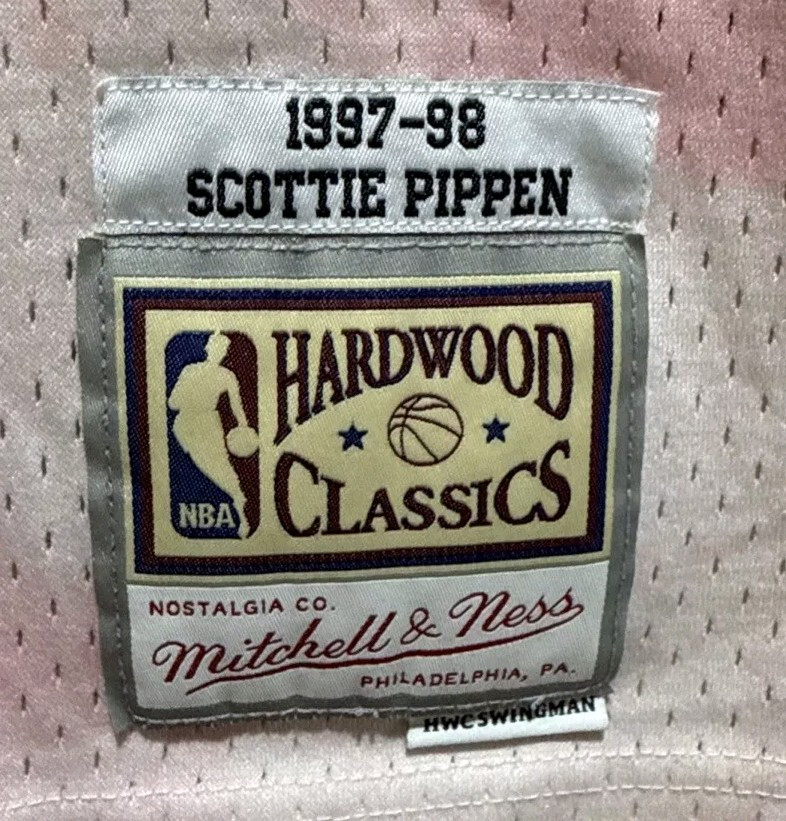 1997-98
SCOTTIE PIPPEN
HARDWOOD
CLASSICS
NBA
NOSTALGIA CO.
Mitchell & Ness
PHILADELPHIA, PA.
HWCSWINGMAN